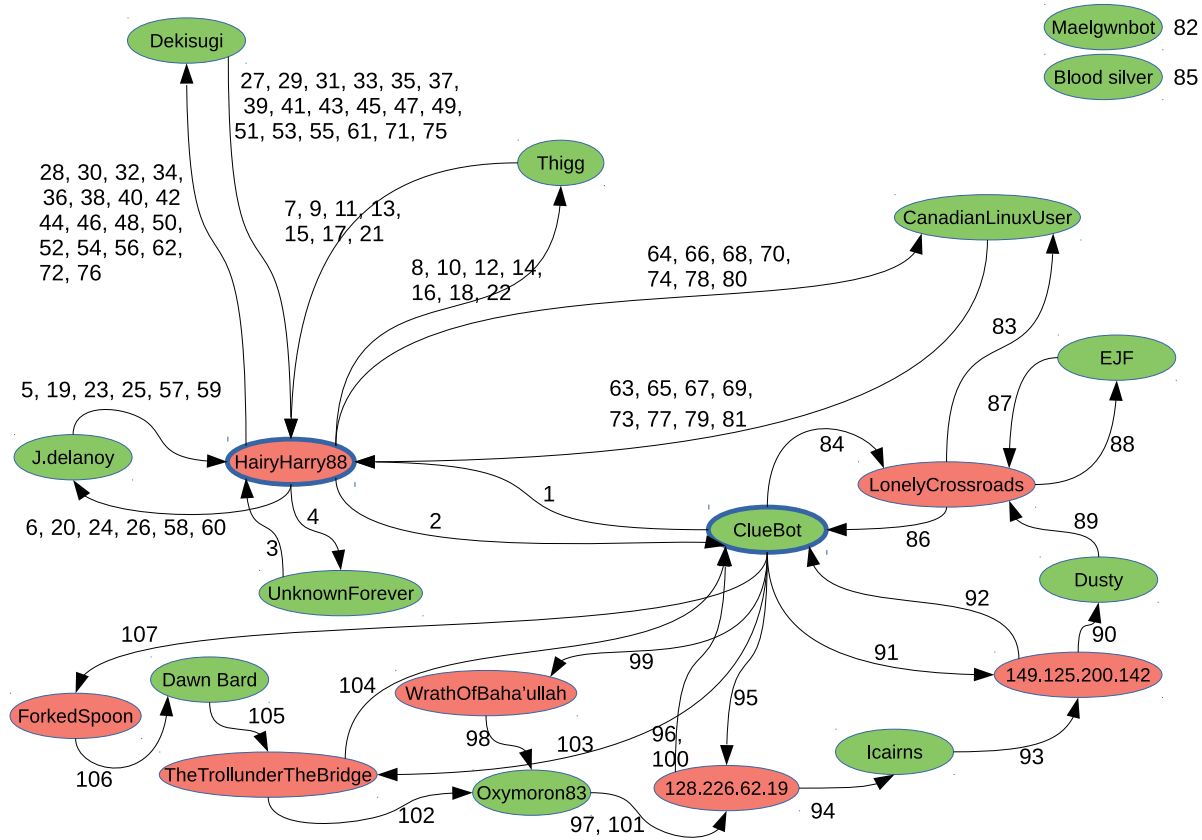 Maelgwnbot 82
Dekisugi
Blood silver 85
27, 29, 31, 33, 35, 37,
39, 41, 43, 45, 47, 49,
51, 53, 55, 61, 71, 75
Thigg
28, 30, 32, 34,
36, 38, 40, 42
44, 46, 48, 50,
52, 54, 56, 62,
72, 76
7, 9, 11, 13,
15, 17, 21
CanadianLinuxUser
8, 10, 12, 14,
16, 18, 22
64, 66, 68, 70,
74, 78, 80
83
EJF
5, 19, 23, 25, 57, 59
63, 65, 67, 69,
73, 77, 79, 81
87
84
88
J.delanoy
HairyHarry88
LonelyCrossroads
1
6, 20, 24, 26, 58, 60
4
2
ClueBot
86
89
3
UnknownForever
Dusty
92
90
107
99
91
Dawn Bard
104
WrathOfBaha'ullah
95
149.125.200.142
ForkedSpoon
105
98
103
96,
100
Icairns
93
106
TheTrollunderTheBridge
Oxymoron83
128.226.62.19
94
102
97, 101